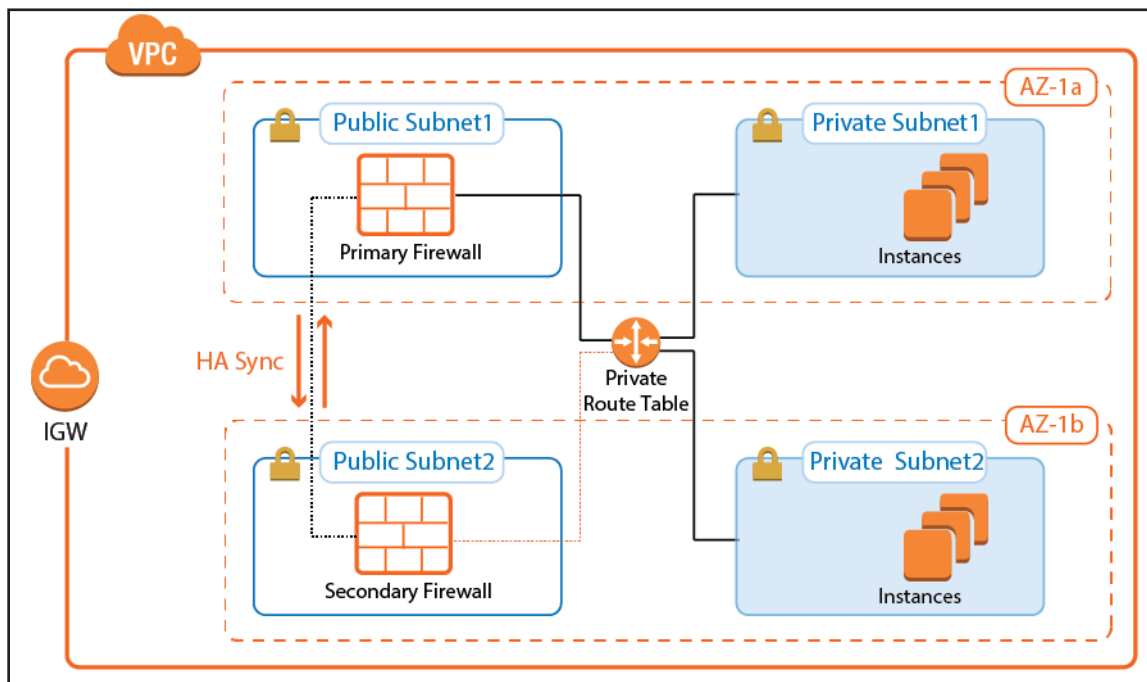 VPC
AZ-1a
Public Subnet1
Private Subnet1
Primary Firewall
Instances
HA Sync
Private
Route Table
IGW
AZ-1b
Public Subnet2
Private Subnet2
Secondary Firewall
Instances